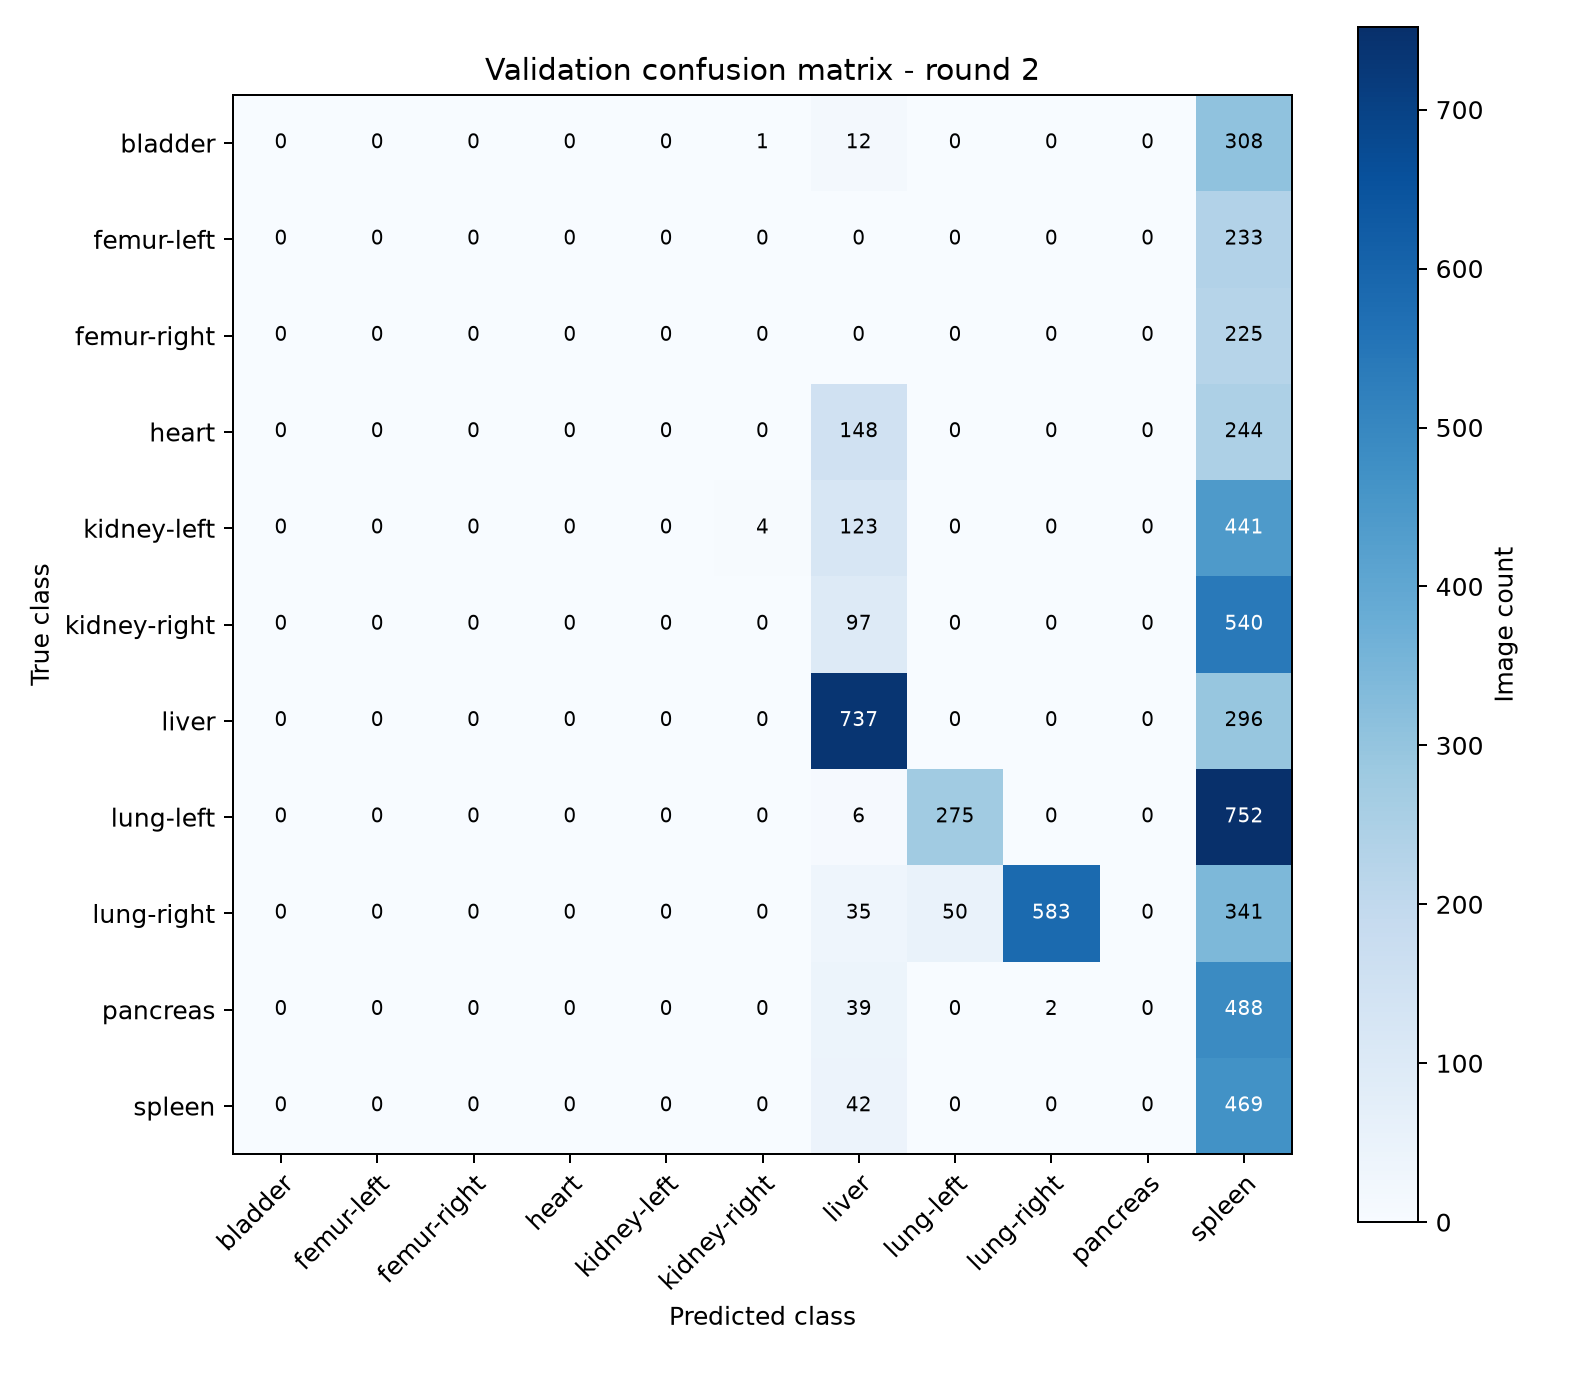 Validation confusion matrix - round 2
bladder 0 0 0 0 0 1 12 0 0 0 308
femur-left 0 0 0 0 0 0 0 0 0 0 233
femur-right 0 0 0 0 0 0 0 0 0 0 225
heart 0 0 0 0 0 0 148 0 0 0 244
kidney-left 0 0 0 0 0 4 123 0 0 0 441
kidney-right 0 0 0 0 0 0 97 0 0 0 540
liver 0 0 0 0 0 0 737 0 0 0 296
lung-left 0 0 0 0 0 0 6 275 0 0 752
lung-right 0 0 0 0 0 0 35 50 583 0 341
pancreas 0 0 0 0 0 0 39 0 2 0 488
spleen 0 0 0 0 0 0 42 0 0 0 469
bladder femur-left femur-right heart kidney-left kidney-right liver lung-left lung-right pancreas spleen
Predicted class
True class
700
600
500
400
300
200
100
0
Image count